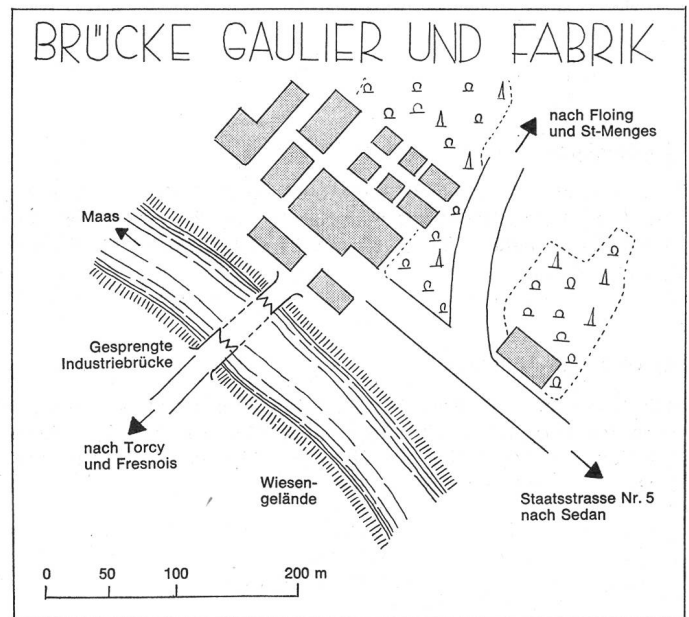 BRÜCKE GAULIER UND FABRIK
nach Floing
und St-Menges
Maas
Gesprengte
Industriebrücke
nach Torcy
und Fresnois
Wiesen-
gelände
Staatsstrasse Nr. 5
nach Sedan
0 50 100 200 m